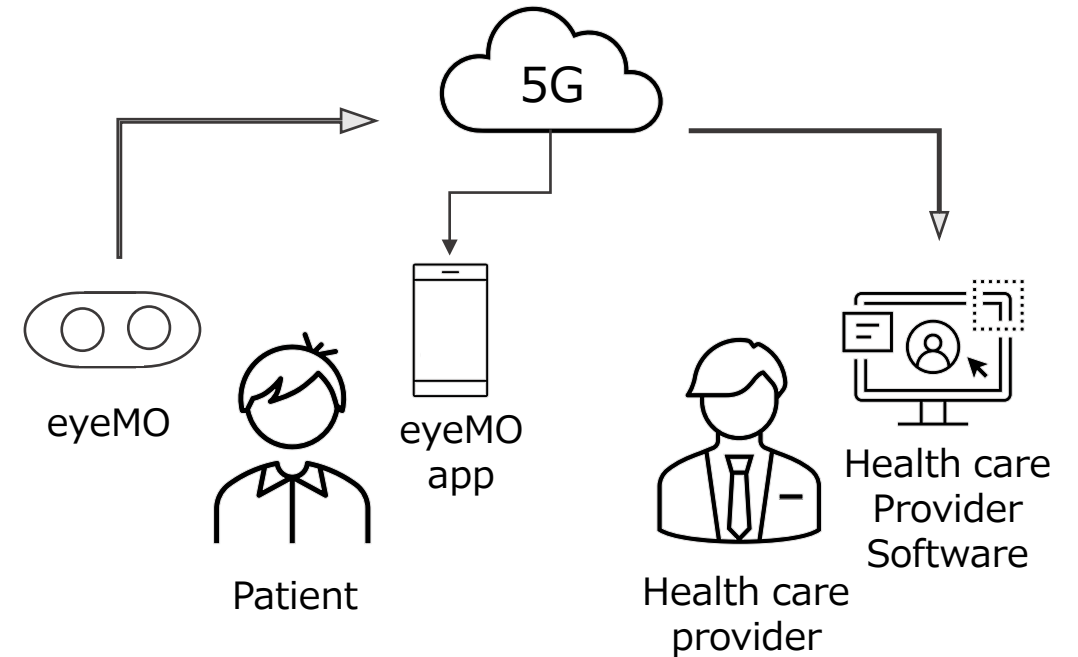 5G
eyeMO
eyeMO
app
Patient
Health care
provider
Health care
Provider
Software